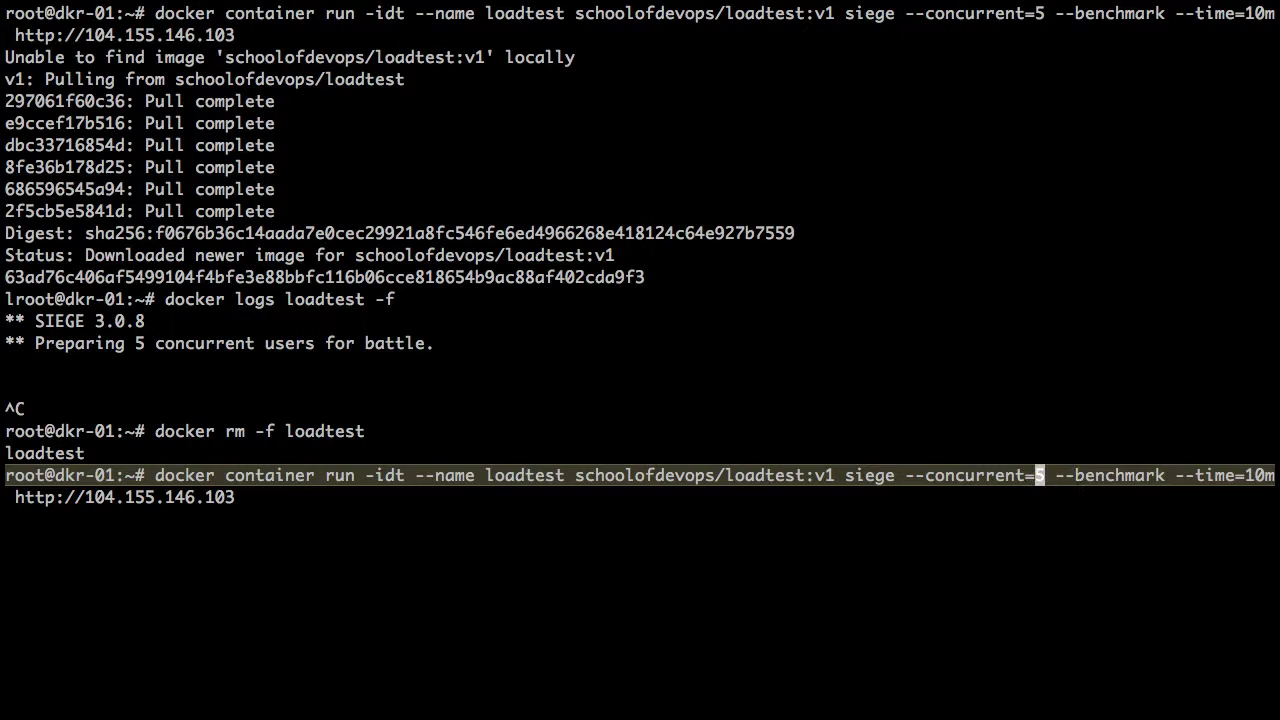 root@dkr-01:~# docker container run -idt --name loadtest schoolofdevops/loadtest:v1 siege --concurrent=5 --benchmark --time=10m
http://104.155.146.103
Unable to find image 'schoolofdevops/loadtest:v1' locally
v1: Pulling from schoolofdevops/loadtest
297061f60c36: Pull complete
e9ccef17b516: Pull complete
dbc33716854d: Pull complete
8fe36b178d25: Pull complete
686596545a94: Pull complete
2f5cb5e5841d: Pull complete
Digest: sha256:f0676b36c14aada7e0cec29921a8fc546fe6ed4966268e418124c64e927b7559
Status: Downloaded newer image for schoolofdevops/loadtest:v1
63ad76c406af5499104f4bfe3e88bbfc116b06cce818654b9ac88af402cda9f3
lroot@dkr-01:~# docker logs loadtest -f
** SIEGE 3.0.8
** Preparing 5 concurrent users for battle.
^C
root@dkr-01:~# docker rm -f loadtest
loadtest
root@dkr-01:~# docker container run -idt --name loadtest schoolofdevops/loadtest:v1 siege --concurrent=5 --benchmark --time=10m
http://104.155.146.103